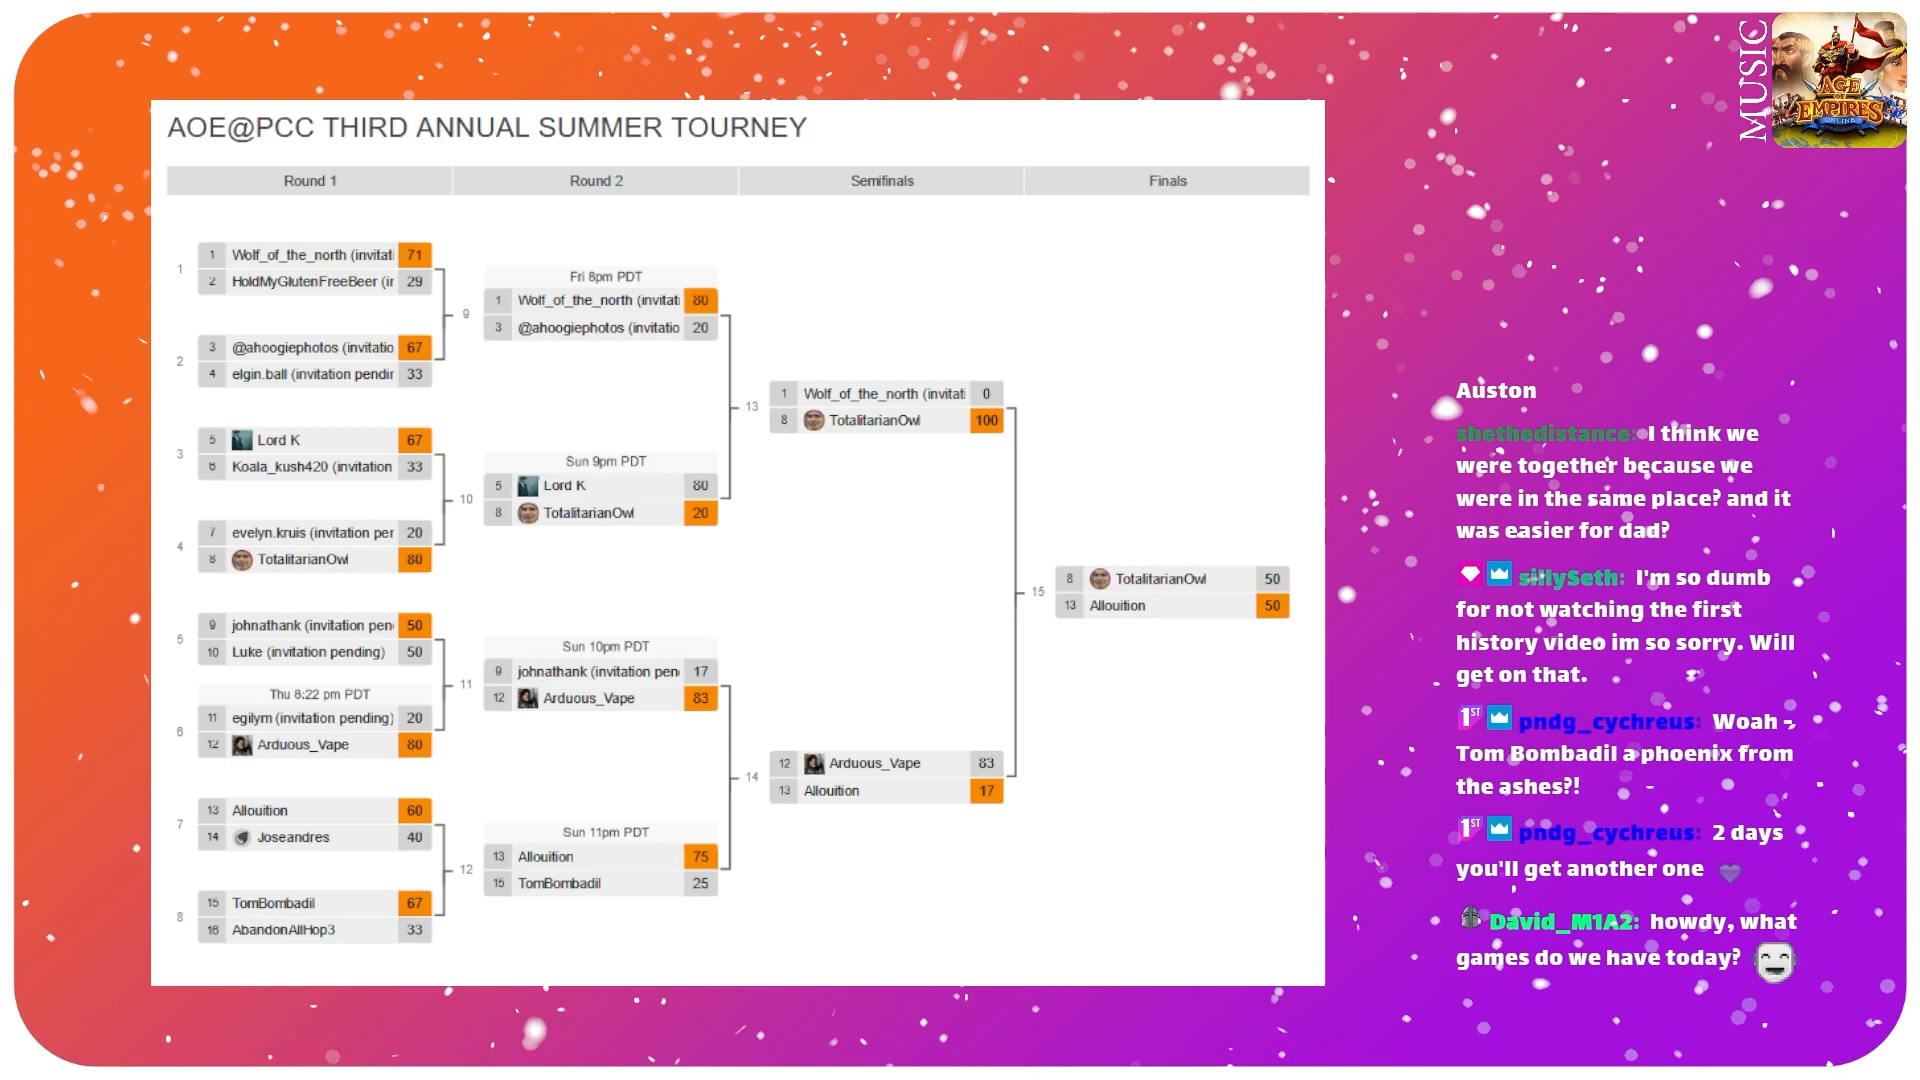 MUSIC
AGE
OF
EMPIRES
ONLINE
AOE@PCC THIRD ANNUAL SUMMER TOURNEY
Round 1
Round 2
Semifinals
Finals
1
1 Wolf_of_the_north (invitati 71
2 HoldMyGlutenFreeBeer (ir 29
2
3 @ahoogiephotos (invitatio 67
4 elgin.ball (invitation pendir 33
3
5 Lord K 67
6 Koala_kush420 (invitation 33
4
7 evelyn.kruis (invitation per 20
8 TotalitarianOwl 80
5
9 johnathank (invitation pen 50
10 Luke (invitation pending) 50
Thu 8:22 pm PDT
6
11 egilym (invitation pending) 20
12 Arduous_Vape 80
7
13 Allouition 60
14 Joseandres 40
8
15 TomBombadil 67
16 AbandonAllHop3 33
9
Fri 8pm PDT
1 Wolf_of_the_north (invitati 80
3 @ahoogiephotos (invitatio 20
10
Sun 9pm PDT
5 Lord K 80
8 TotalitarianOwl 20
11
Sun 10pm PDT
9 johnathank (invitation pen 17
12 Arduous_Vape 83
12
Sun 11pm PDT
13 Allouition 75
15 TomBombadil 25
13
1 Wolf_of_the_north (invitati 0
8 TotalitarianOwl 100
14
12 Arduous_Vape 83
13 Allouition 17
15
8 TotalitarianOwl 50
13 Allouition 50
Auston
shethedistance: I think we
were together because we
were in the same place? and it
was easier for dad?
sillySeth: I'm so dumb
for not watching the first
history video im so sorry. Will
get on that.
1ST pndg_cychreus: Woah -
Tom Bombadil a phoenix from
the ashes?!
1ST pndg_cychreus: 2 days
you'll get another one
David_M1A2: howdy, what
games do we have today?